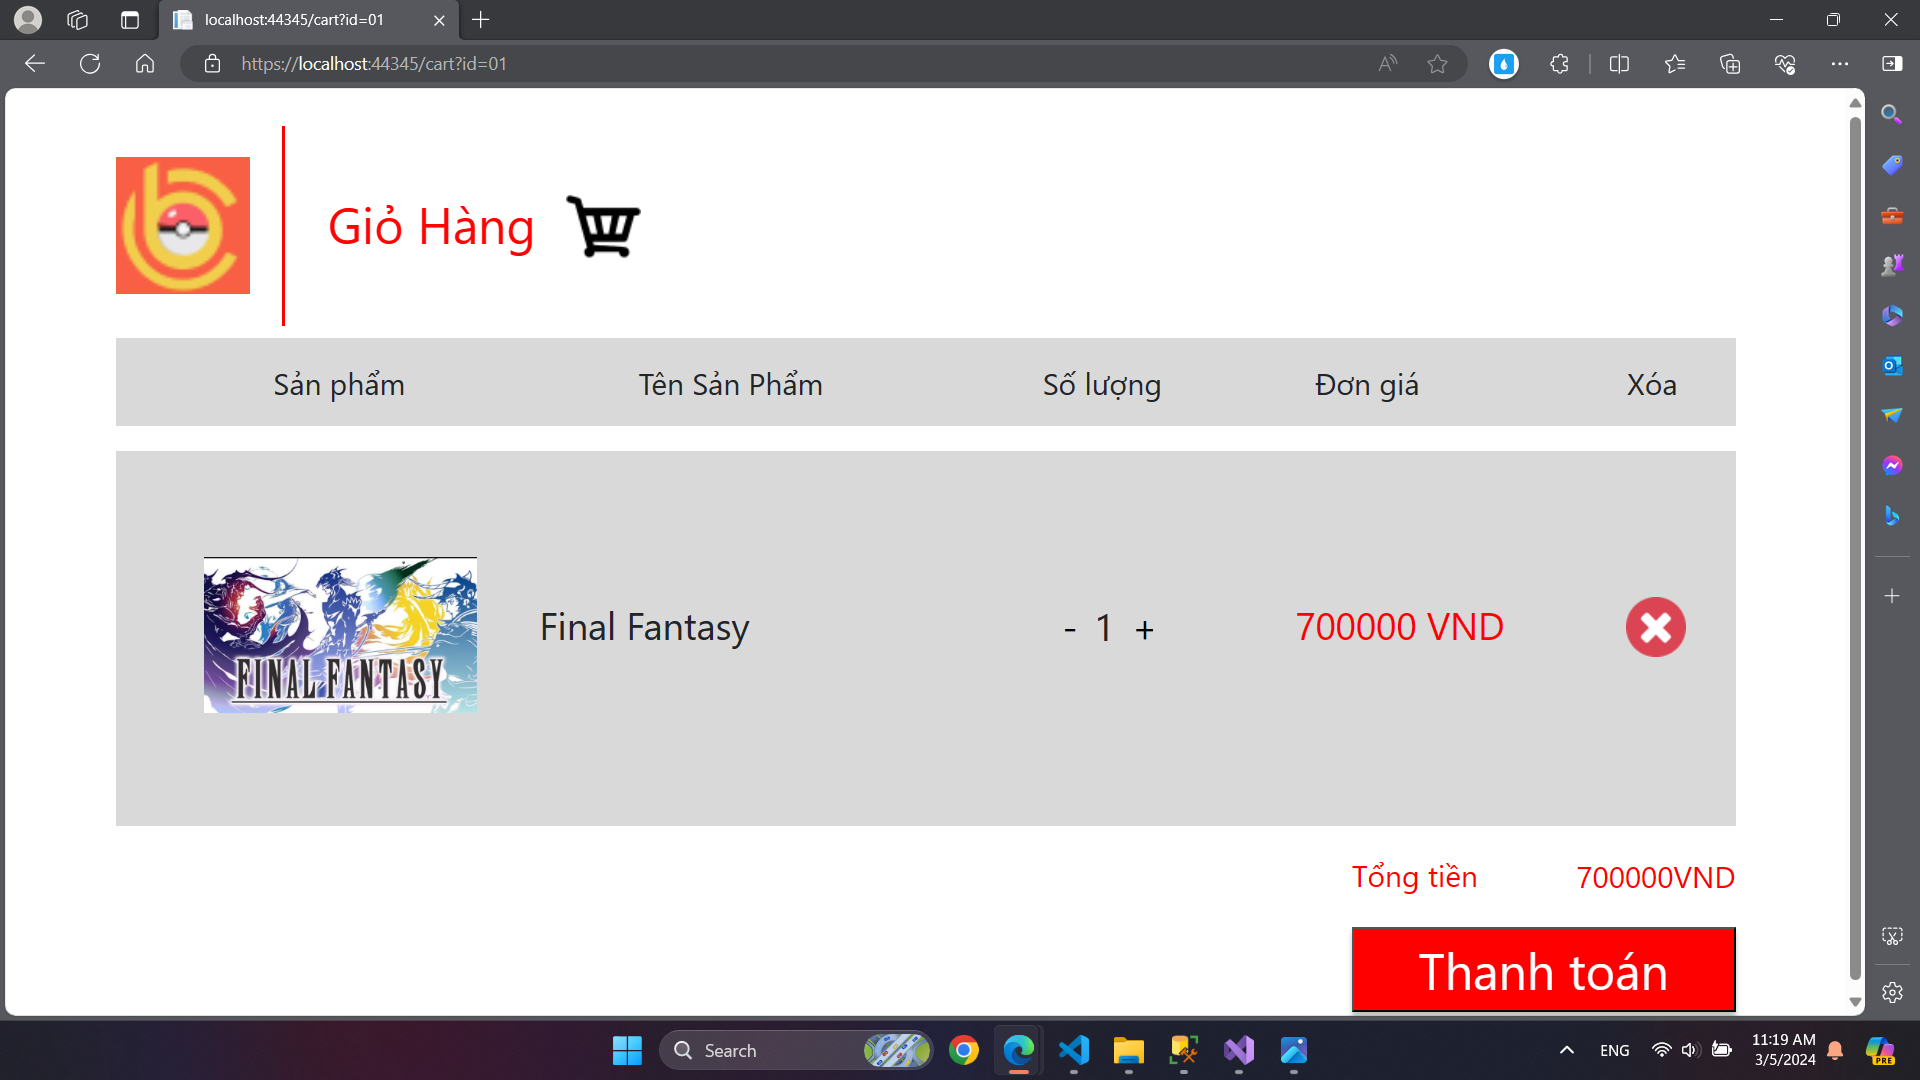 localhost:44345/cart?id=01
https://localhost:44345/cart?id=01
Giỏ Hàng
Sản phẩm Tên Sản Phẩm Số lượng Đơn giá Xóa
FINAL FANTASY
Final Fantasy - 1 + 700000 VND
Tổng tiền 700000VND
Thanh toán
Search
ENG
11:19 AM
3/5/2024
PRE